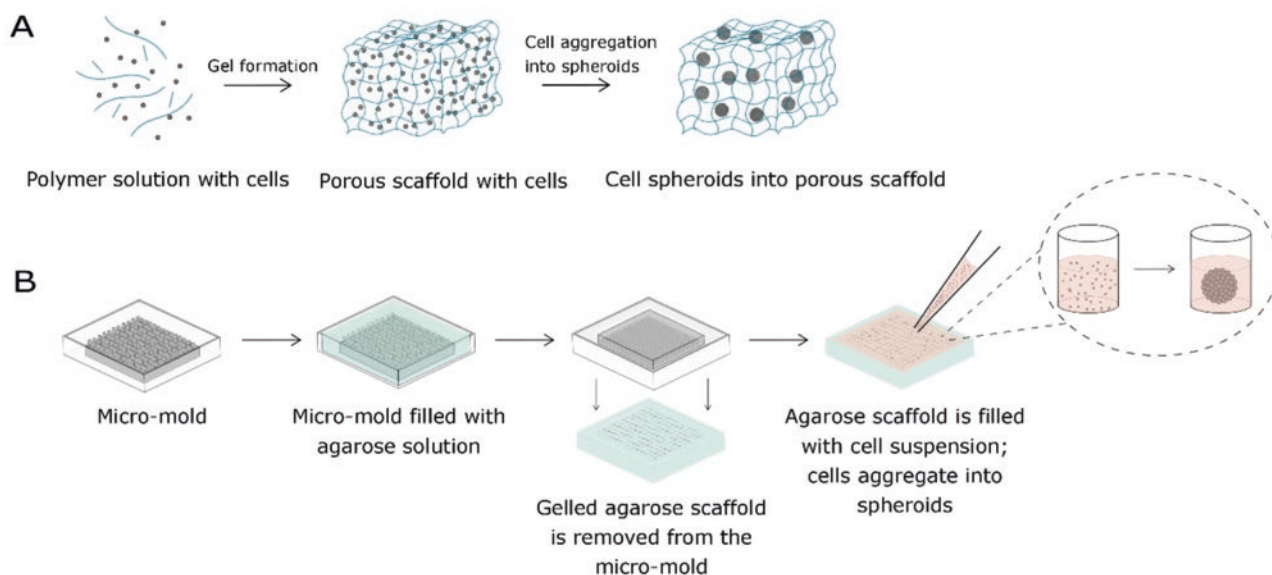 A
Gel formation
Cell aggregation
into spheroids
Polymer solution with cells
Porous scaffold with cells
Cell spheroids into porous scaffold
B
Micro-mold
Micro-mold filled with
agarose solution
Gelled agarose scaffold
is removed from the
micro-mold
Agarose scaffold is filled
with cell suspension;
cells aggregate into
spheroids